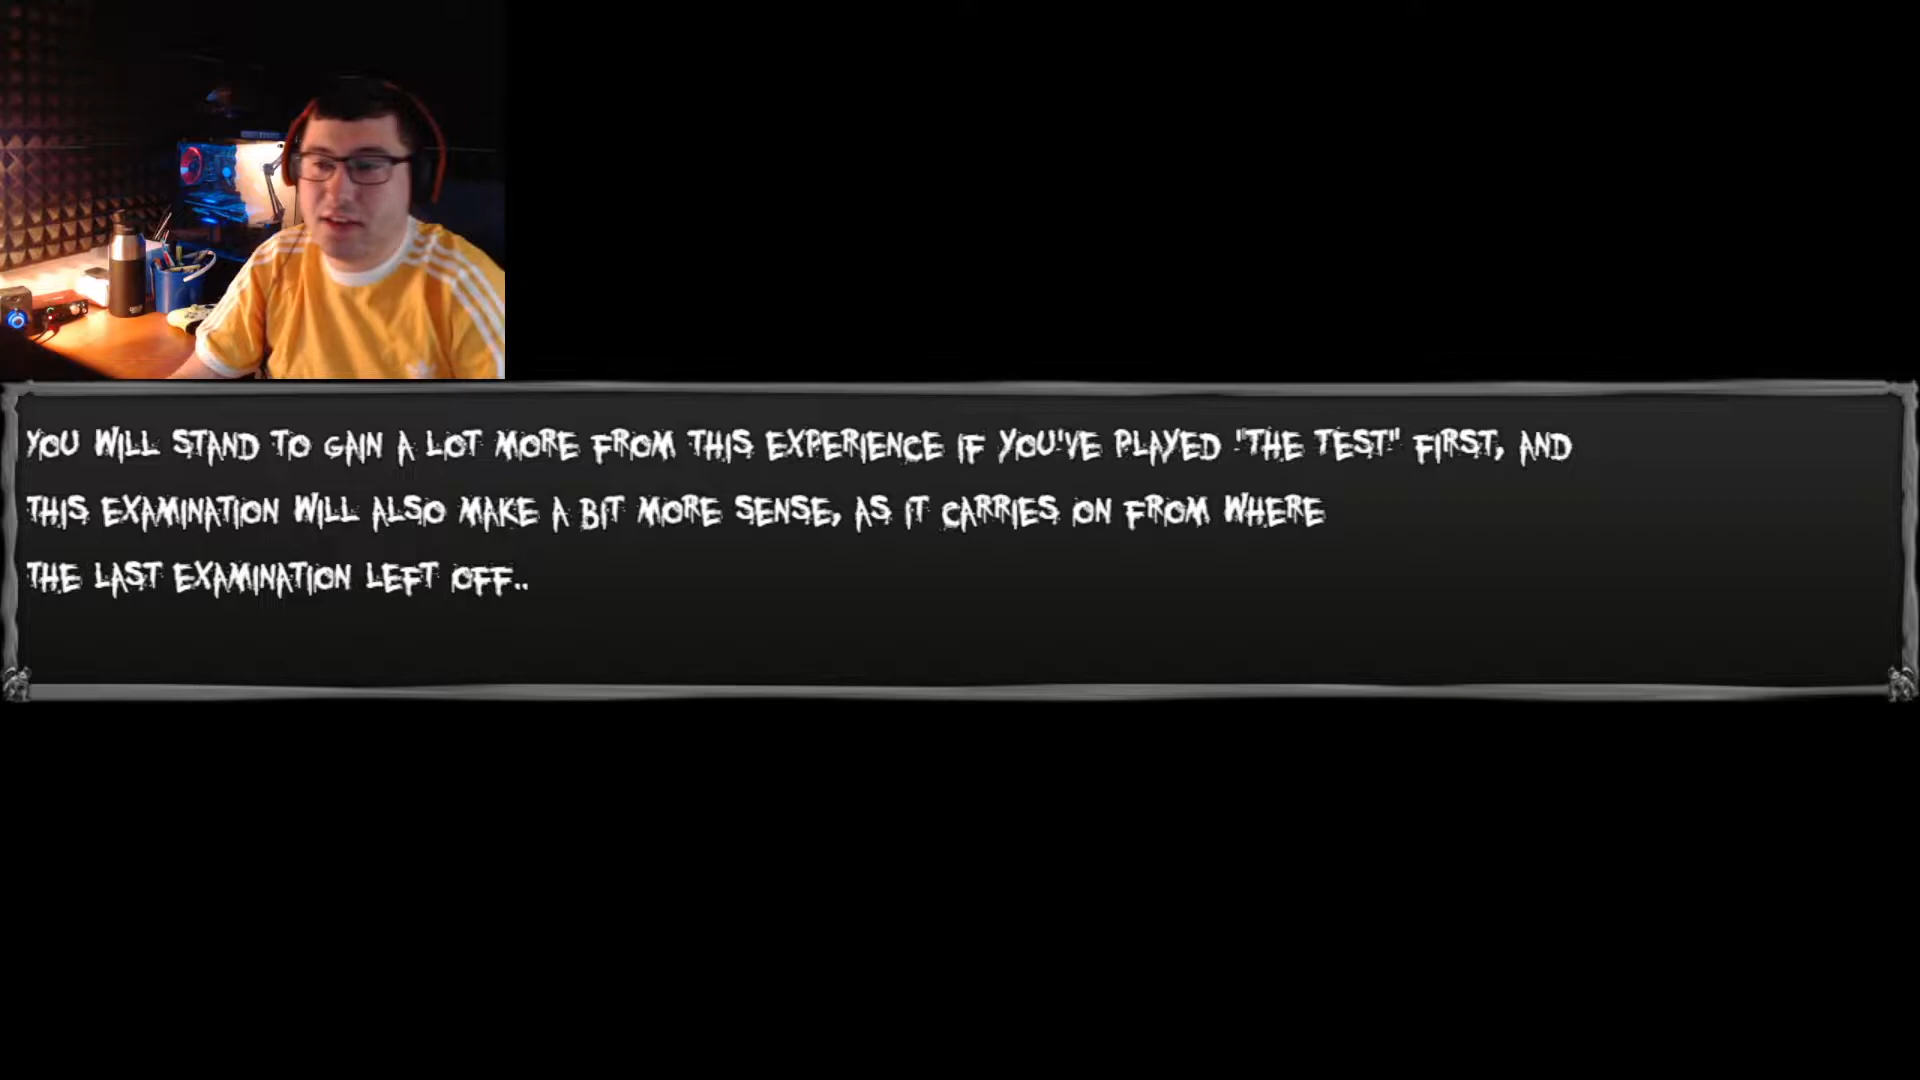 YOU WILL STAND TO GAIN A LOT MORE FROM THIS EXPERIENCE IF YOU'VE PLAYED "THE TEST" FIRST, AND
THIS EXAMINATION WILL ALSO MAKE A BIT MORE SENSE, AS IT CARRIES ON FROM WHERE
THE LAST EXAMINATION LEFT OFF..